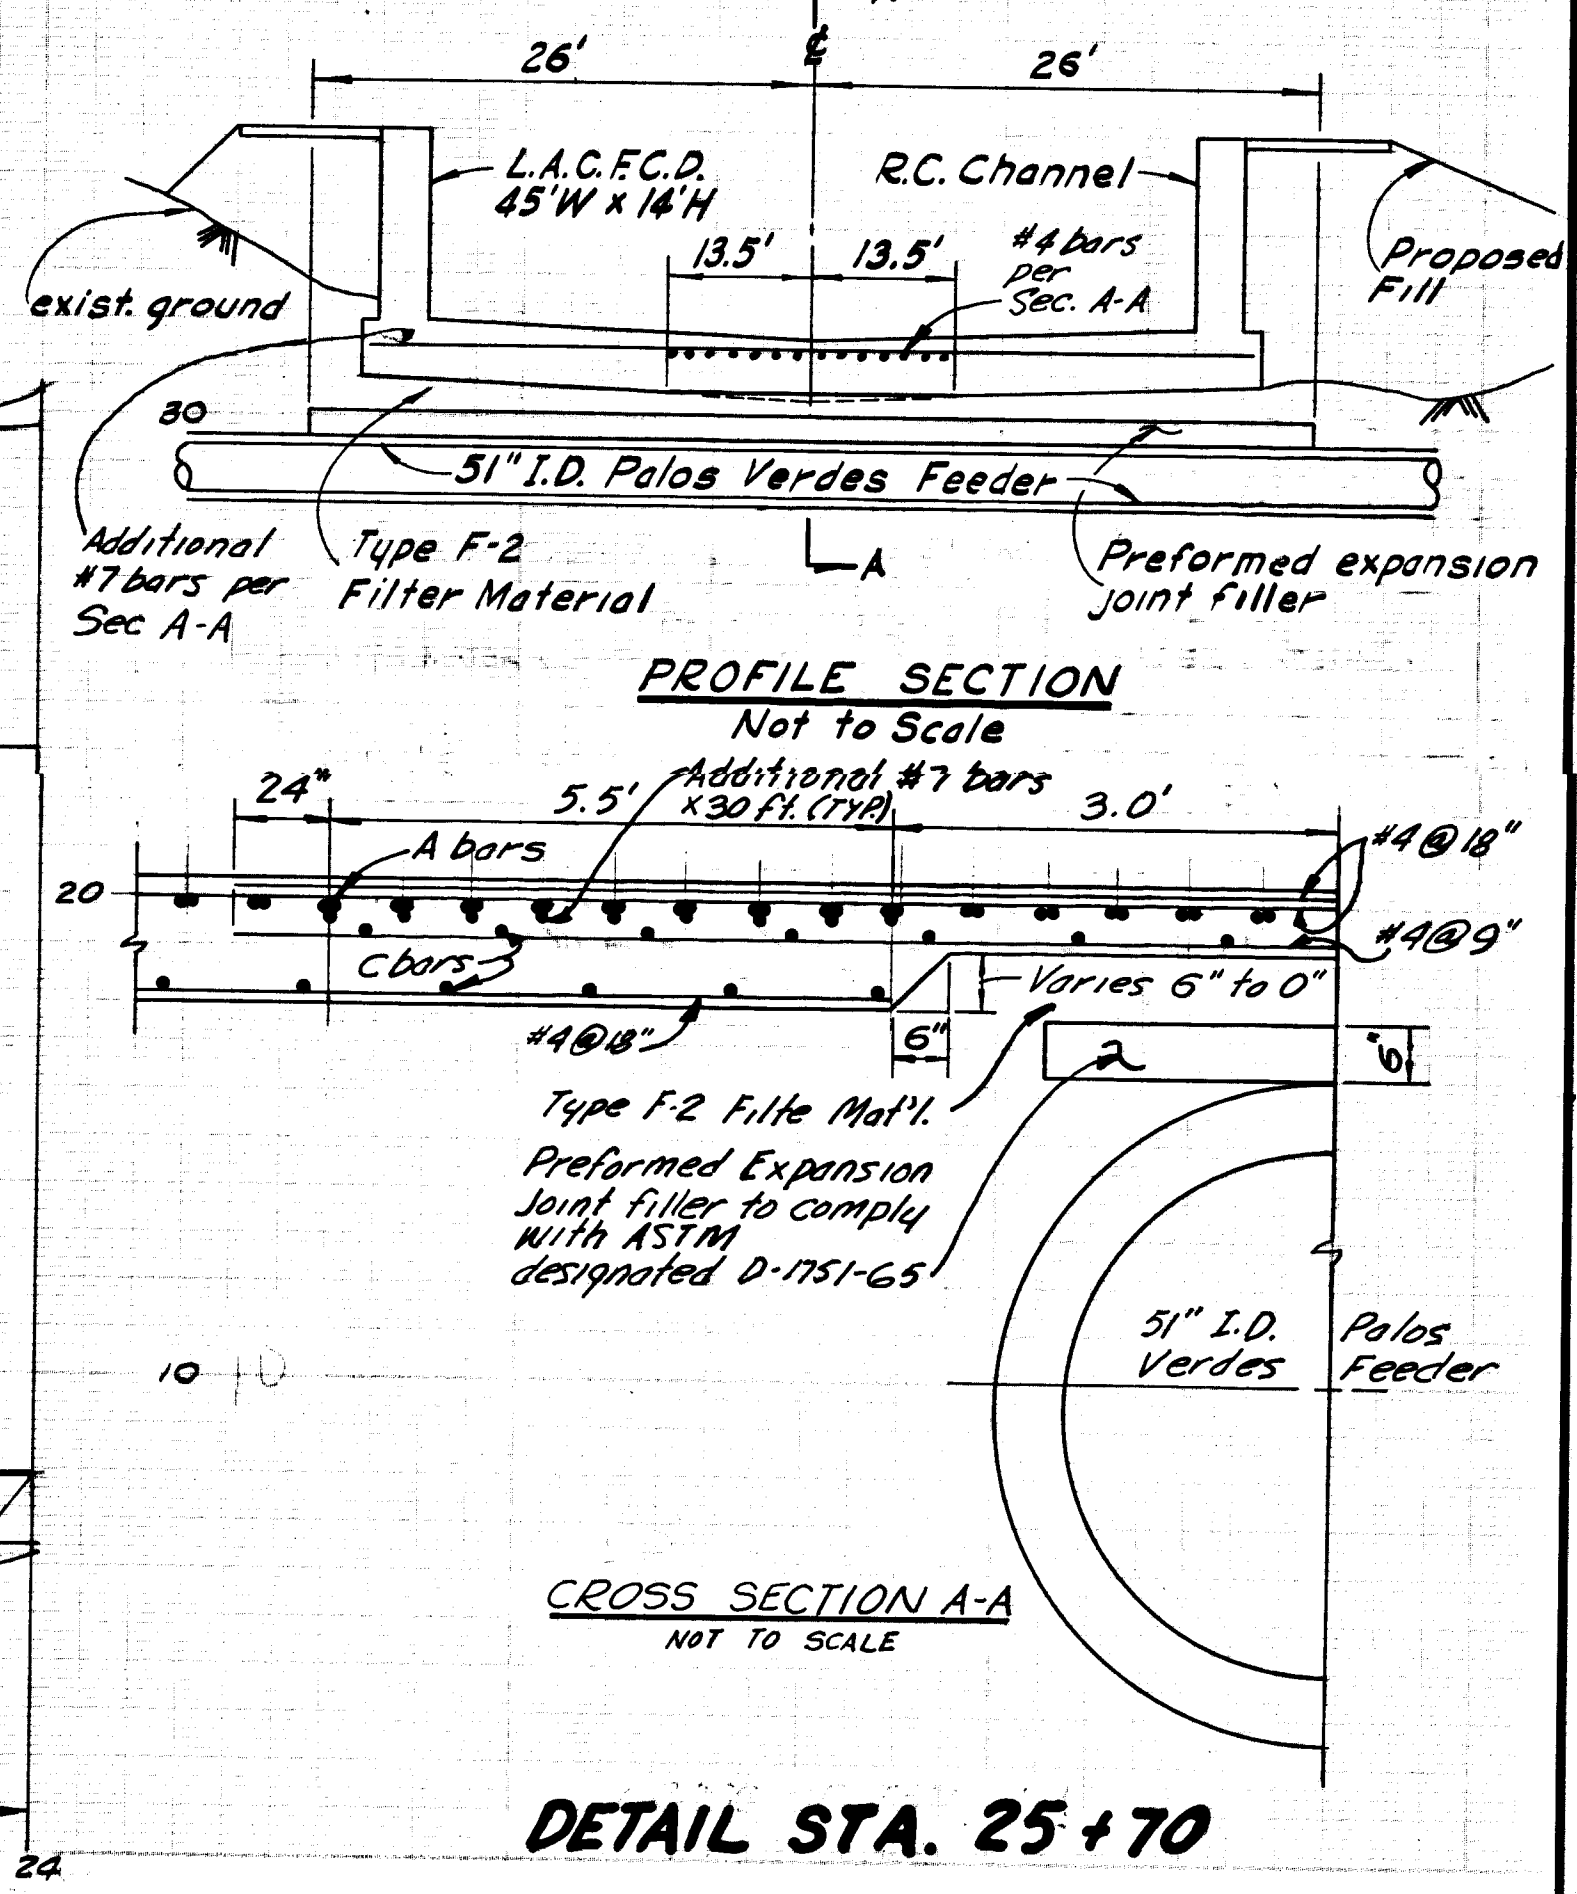 26'
℄
26'
L.A.C.F.C.D.
45'W x 14'H
R.C. Channel
13.5'
13.5'
#4 bars
per
Sec. A-A
Proposed
Fill
exist. ground
30
51" I.D. Palos Verdes Feeder
Additional
#7 bars per
Sec A-A
Type F-2
Filter Material
A
Preformed expansion
joint filler
PROFILE SECTION
Not to Scale
24"
5.5'
Additional #7 bars
x 30 ft. (TYP.)
3.0'
A bars
#4 @ 18"
20
#4 @ 9"
C bars
Varies 6" to 0"
#4 @ 18"
6"
6"
Type F-2 Filte Mat'l.
Preformed Expansion
Joint filler to comply
with ASTM
designated D-1751-65
51" I.D. Palos
Verdes Feeder
10 10
CROSS SECTION A-A
NOT TO SCALE
DETAIL STA. 25+70
24